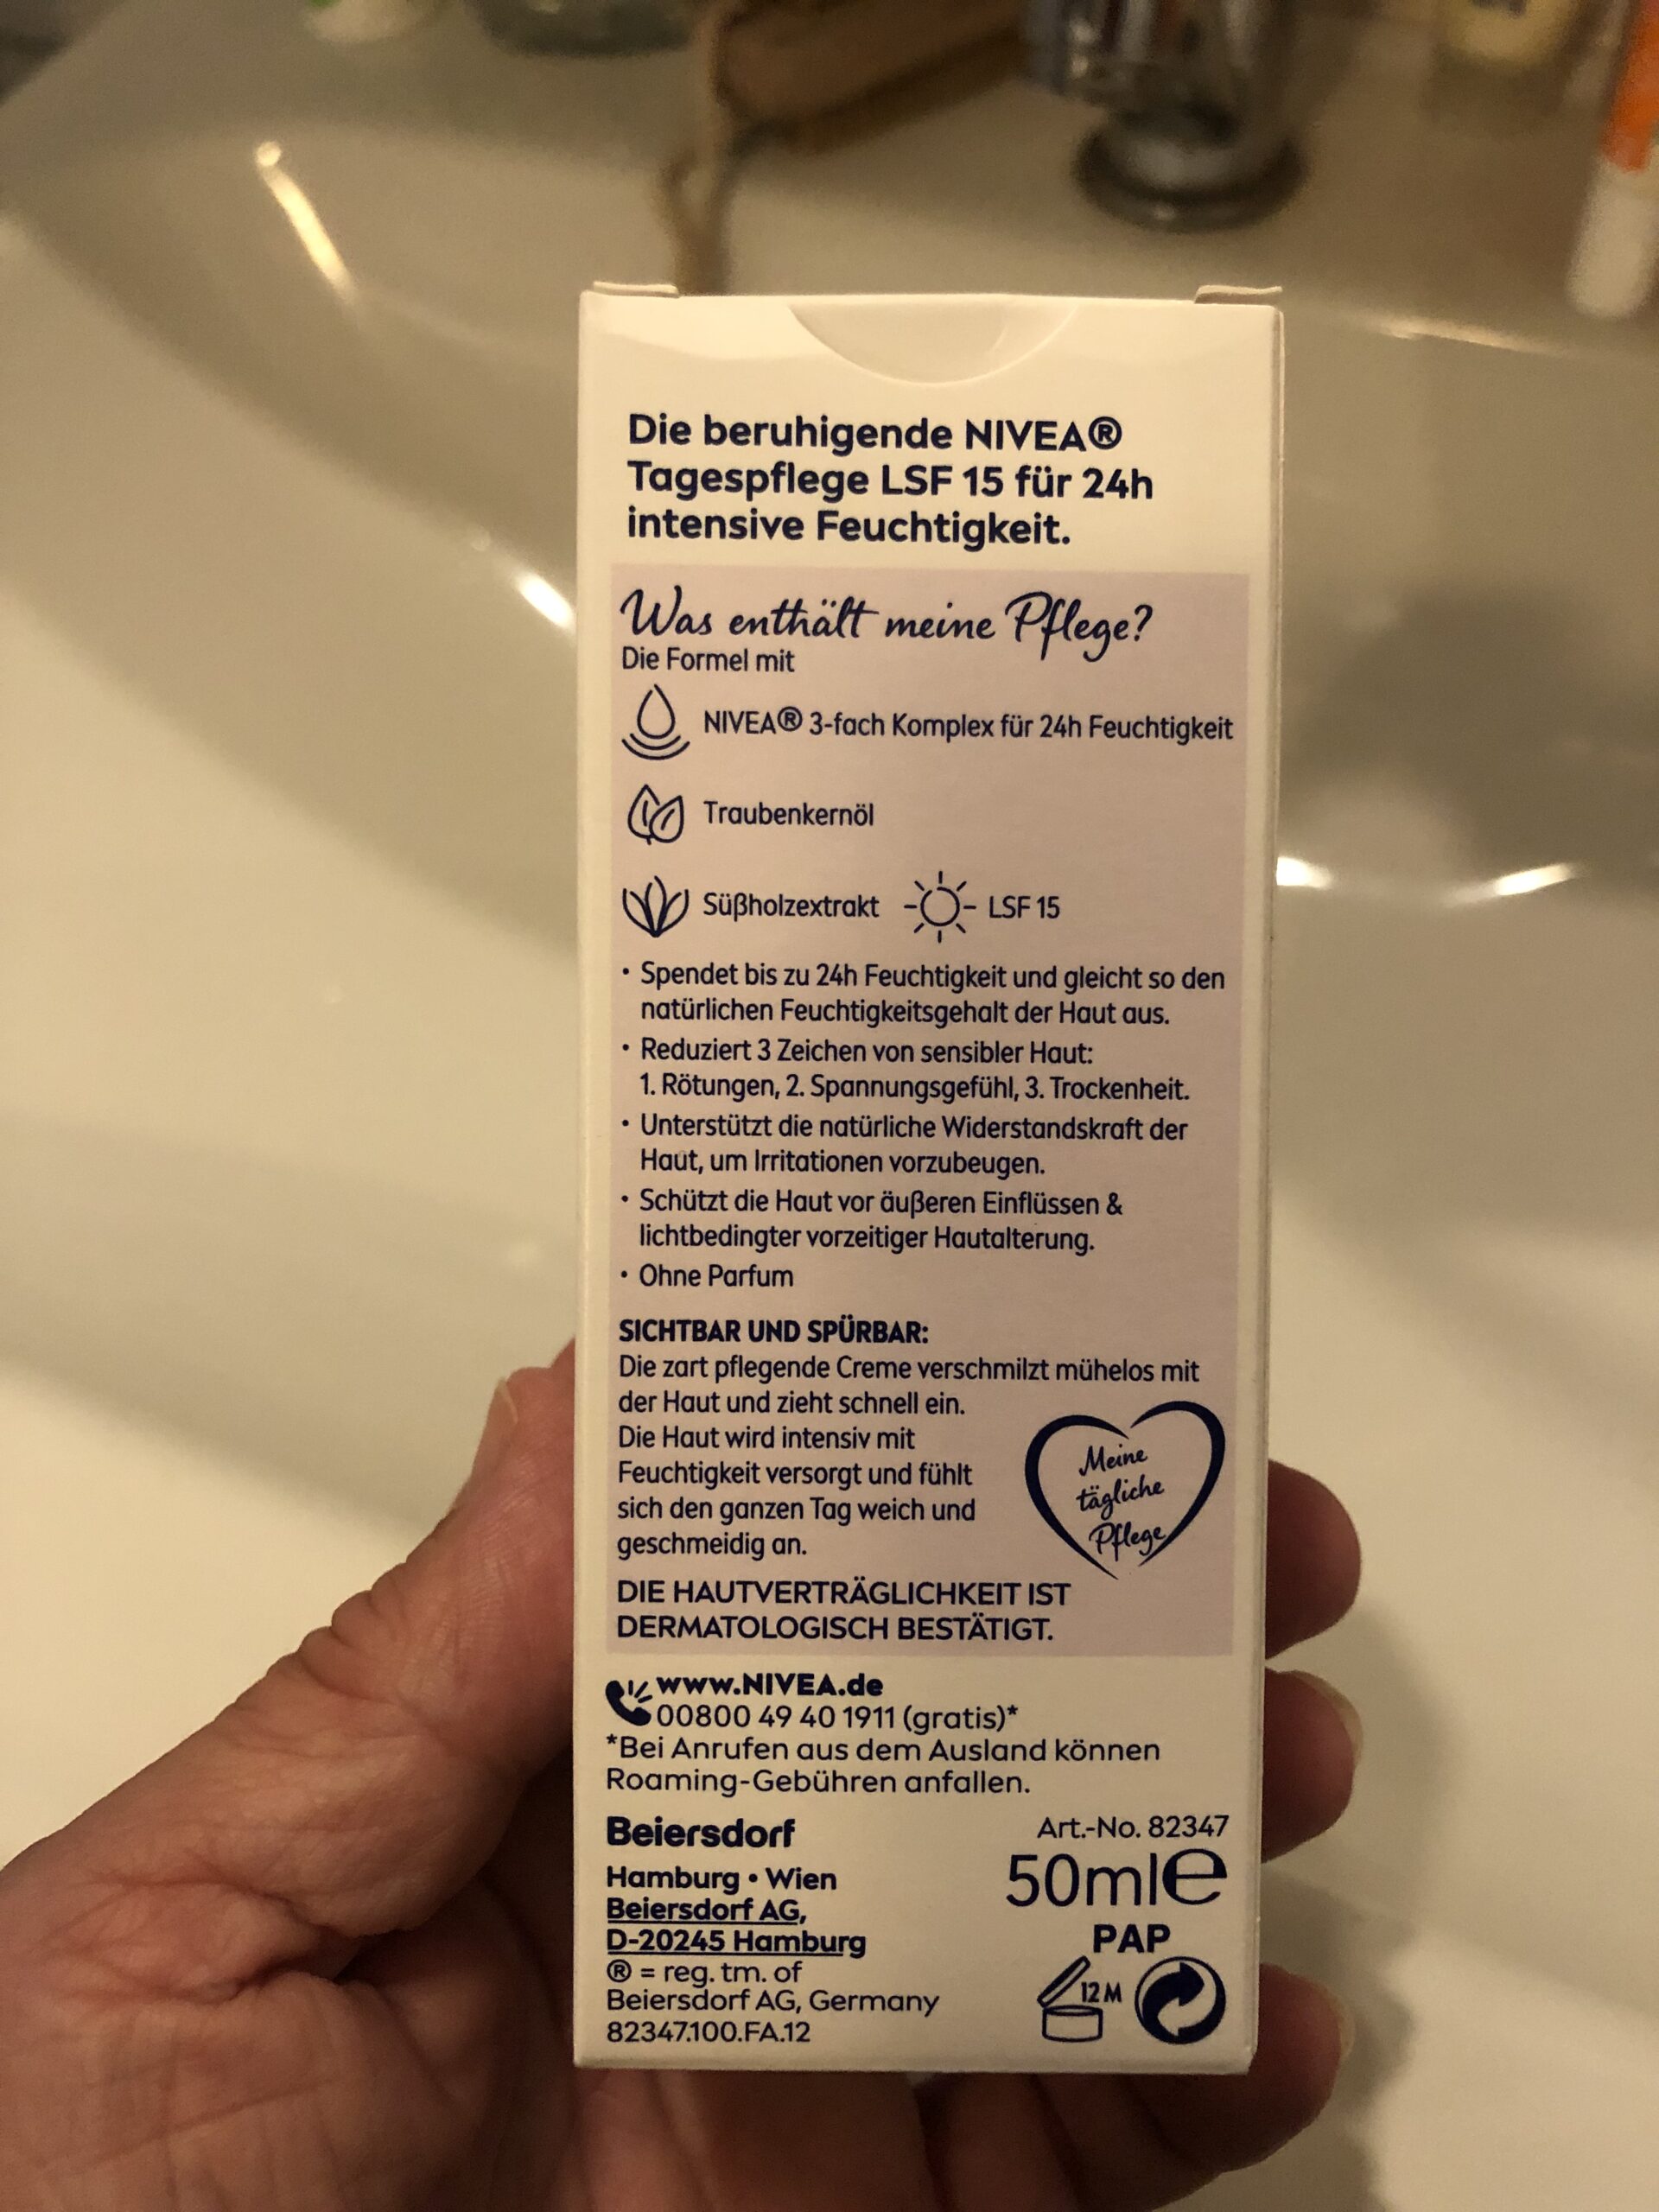 Die beruhigende NIVEA®
Tagespflege LSF 15 für 24h
intensive Feuchtigkeit.
Was enthält meine Pflege?
Die Formel mit
NIVEA® 3-fach Komplex für 24h Feuchtigkeit
Traubenkernöl
Süßholzextrakt LSF 15
• Spendet bis zu 24h Feuchtigkeit und gleicht so den
natürlichen Feuchtigkeitsgehalt der Haut aus.
• Reduziert 3 Zeichen von sensibler Haut:
1. Rötungen, 2. Spannungsgefühl, 3. Trockenheit.
• Unterstützt die natürliche Widerstandskraft der
Haut, um Irritationen vorzubeugen.
• Schützt die Haut vor äußeren Einflüssen &
lichtbedingter vorzeitiger Hautalterung.
• Ohne Parfum
SICHTBAR UND SPÜRBAR:
Die zart pflegende Creme verschmilzt mühelos mit
der Haut und zieht schnell ein.
Die Haut wird intensiv mit
Feuchtigkeit versorgt und fühlt
sich den ganzen Tag weich und
geschmeidig an.
Meine
tägliche
Pflege
DIE HAUTVERTRÄGLICHKEIT IST
DERMATOLOGISCH BESTÄTIGT.
www.NIVEA.de
00800 49 40 1911 (gratis)*
*Bei Anrufen aus dem Ausland können
Roaming-Gebühren anfallen.
Beiersdorf
Hamburg • Wien
Beiersdorf AG,
D-20245 Hamburg
® = reg. tm. of
Beiersdorf AG, Germany
82347.100.FA.12
Art.-No. 82347
50ml e
PAP
12 M